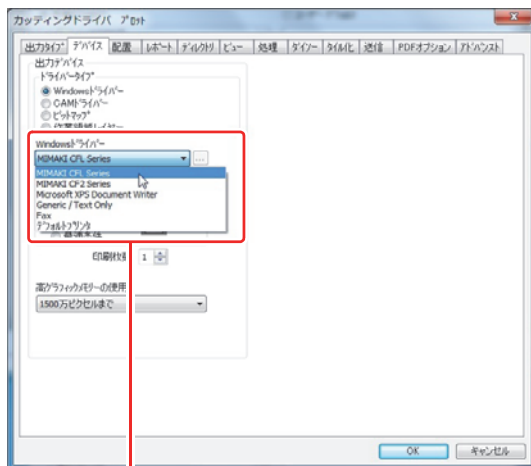 カッティングドライバ プロット
出力タイプ デバイス 配置 レポート ディレクトリ ビュー 処理 ダイソー タイル化 送信 PDFオプション アドバンスト
出力デバイス
ドライバータイプ
Windowsドライバー
CAMドライバー
ビットマップ
Windowsドライバー
MIMAKI CFL Series
...
MIMAKI CFL Series
MIMAKI CF2 Series
Microsoft XPS Document Writer
Generic / Text Only
Fax
デフォルトプリンタ
印刷枚数 1
高グラフィックメモリーの使用
1500万ピクセルまで
OK キャンセル